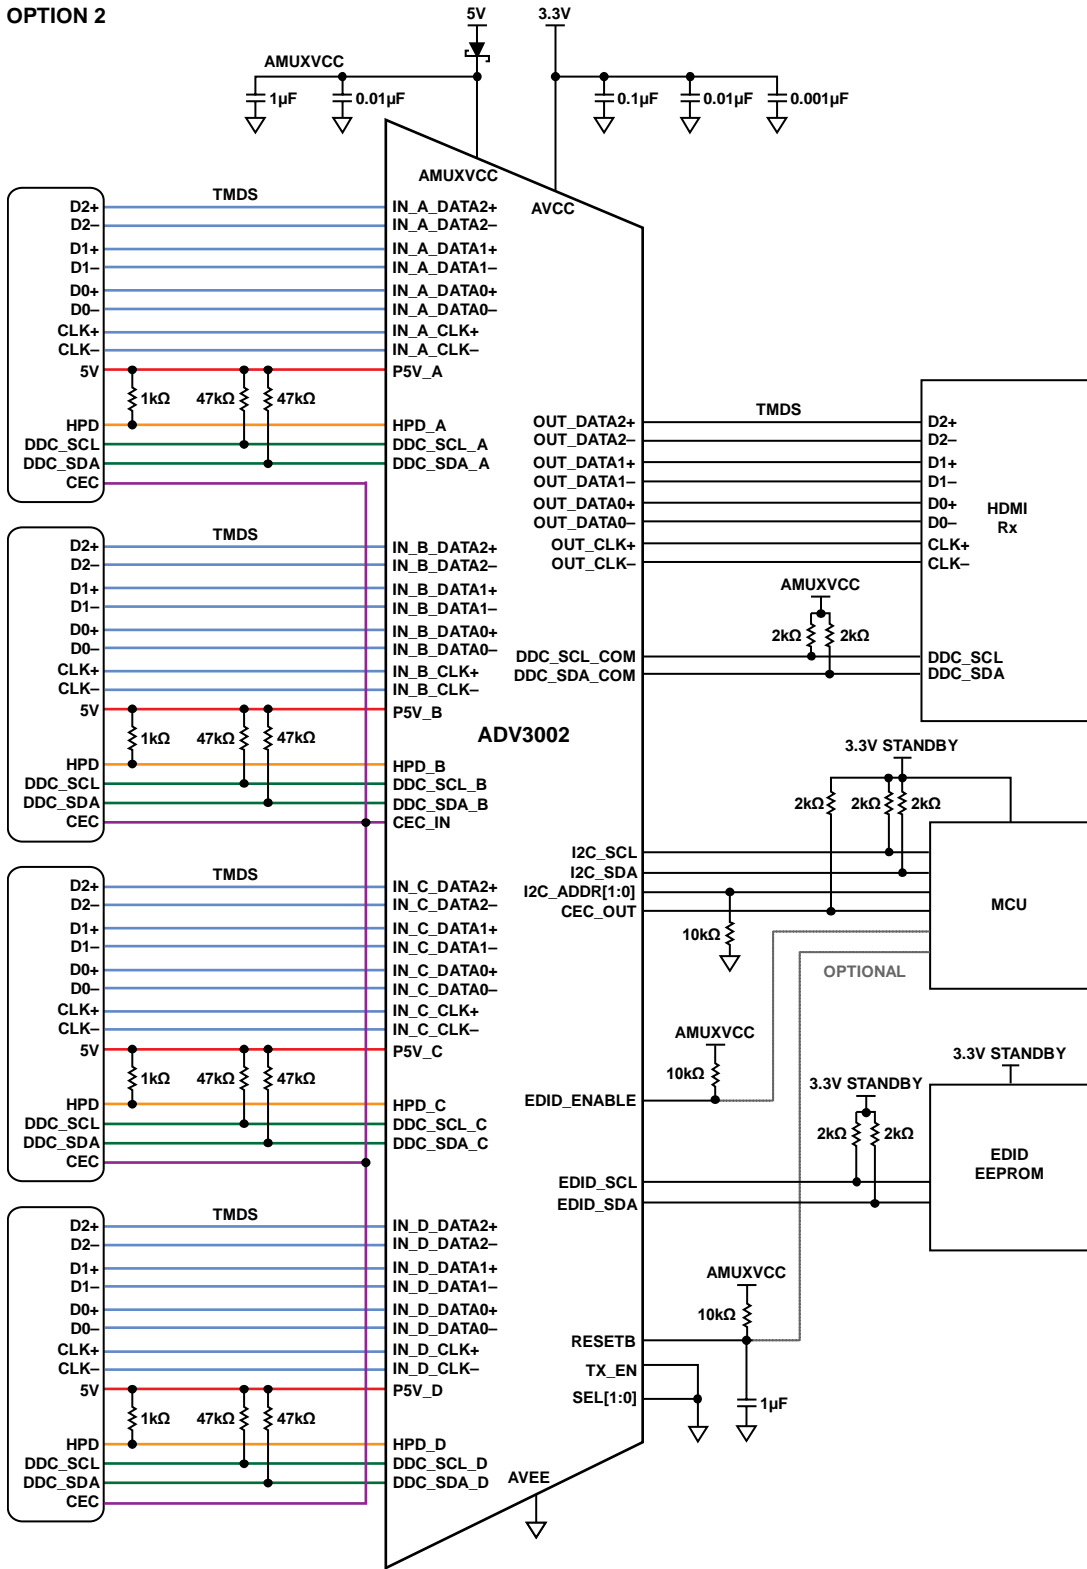 OPTION 2
5V 3.3V
AMUXVCC
1µF 0.01µF 0.1µF 0.01µF 0.001µF
AMUXVCC
AVCC
TMDS
D2+ IN_A_DATA2+
D2– IN_A_DATA2–
D1+ IN_A_DATA1+
D1– IN_A_DATA1–
D0+ IN_A_DATA0+
D0– IN_A_DATA0–
CLK+ IN_A_CLK+
CLK– IN_A_CLK–
5V P5V_A
1kΩ 47kΩ 47kΩ
HPD HPD_A
DDC_SCL DDC_SCL_A
DDC_SDA DDC_SDA_A
CEC
TMDS
D2+ IN_B_DATA2+
D2– IN_B_DATA2–
D1+ IN_B_DATA1+
D1– IN_B_DATA1–
D0+ IN_B_DATA0+
D0– IN_B_DATA0–
CLK+ IN_B_CLK+
CLK– IN_B_CLK–
5V P5V_B
1kΩ 47kΩ 47kΩ
HPD HPD_B
DDC_SCL DDC_SCL_B
DDC_SDA DDC_SDA_B
CEC CEC_IN
TMDS
D2+ IN_C_DATA2+
D2– IN_C_DATA2–
D1+ IN_C_DATA1+
D1– IN_C_DATA1–
D0+ IN_C_DATA0+
D0– IN_C_DATA0–
CLK+ IN_C_CLK+
CLK– IN_C_CLK–
5V P5V_C
1kΩ 47kΩ 47kΩ
HPD HPD_C
DDC_SCL DDC_SCL_C
DDC_SDA DDC_SDA_C
CEC
TMDS
D2+ IN_D_DATA2+
D2– IN_D_DATA2–
D1+ IN_D_DATA1+
D1– IN_D_DATA1–
D0+ IN_D_DATA0+
D0– IN_D_DATA0–
CLK+ IN_D_CLK+
CLK– IN_D_CLK–
5V P5V_D
1kΩ 47kΩ 47kΩ
HPD HPD_D
DDC_SCL DDC_SCL_D
DDC_SDA DDC_SDA_D
CEC
ADV3002
AVEE
TMDS
OUT_DATA2+ D2+
OUT_DATA2– D2–
OUT_DATA1+ D1+
OUT_DATA1– D1–
OUT_DATA0+ D0+
OUT_DATA0– D0–
OUT_CLK+ CLK+
OUT_CLK– CLK–
HDMI
Rx
AMUXVCC
2kΩ 2kΩ
DDC_SCL_COM DDC_SCL
DDC_SDA_COM DDC_SDA
3.3V STANDBY
2kΩ 2kΩ 2kΩ
I2C_SCL
I2C_SDA
I2C_ADDR[1:0]
CEC_OUT
MCU
10kΩ
OPTIONAL
AMUXVCC
10kΩ
EDID_ENABLE
3.3V STANDBY
3.3V STANDBY
2kΩ 2kΩ
EDID_SCL
EDID_SDA
EDID
EEPROM
AMUXVCC
10kΩ
RESETB
TX_EN
SEL[1:0]
1µF